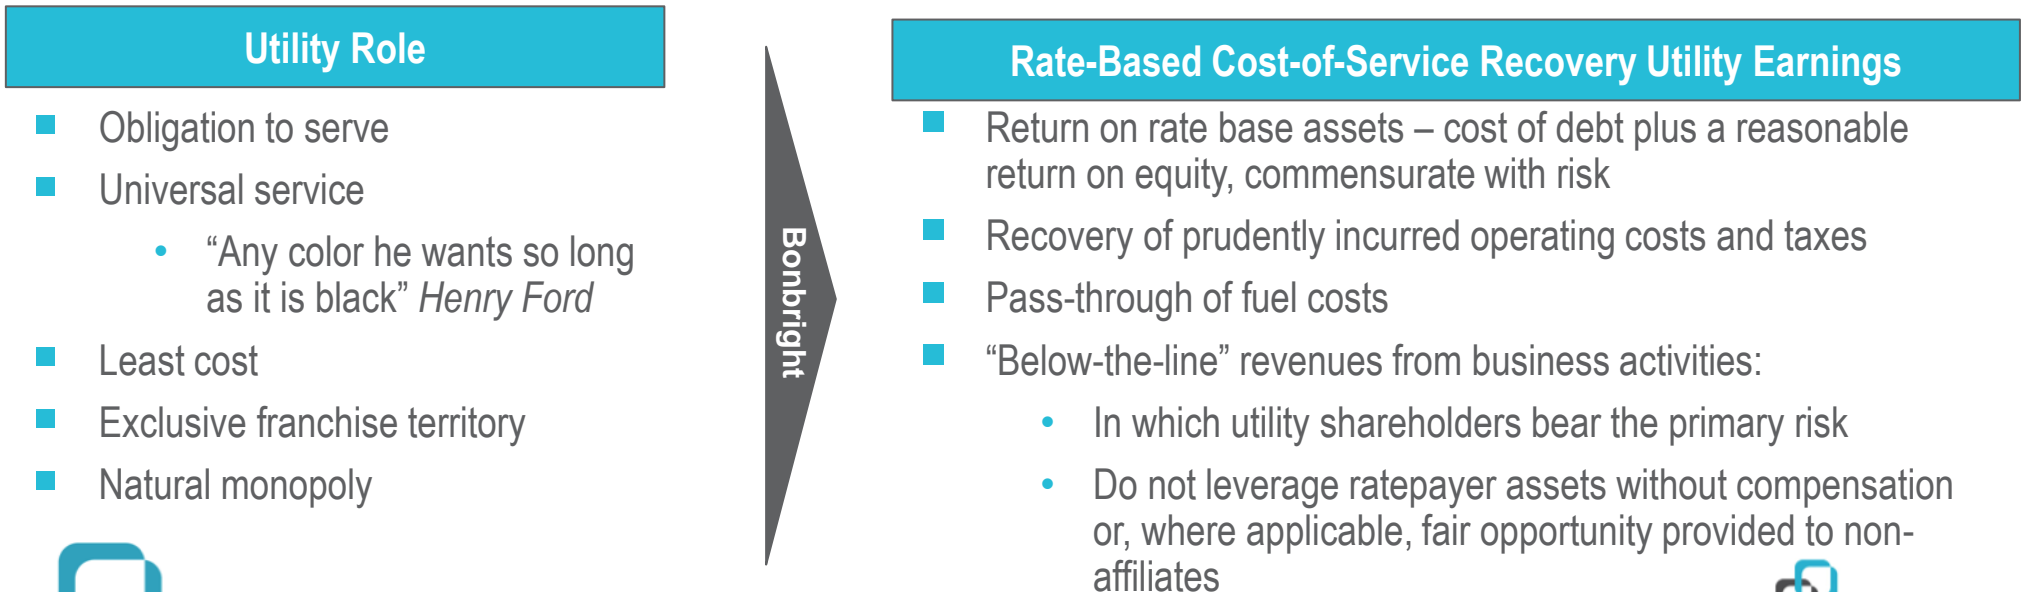 Utility Role
Obligation to serve
Universal service
“Any color he wants so long
as it is black” Henry Ford
Least cost
Exclusive franchise territory
Natural monopoly
Bonbright
Rate-Based Cost-of-Service Recovery Utility Earnings
Return on rate base assets – cost of debt plus a reasonable
return on equity, commensurate with risk
Recovery of prudently incurred operating costs and taxes
Pass-through of fuel costs
“Below-the-line” revenues from business activities:
In which utility shareholders bear the primary risk
Do not leverage ratepayer assets without compensation
or, where applicable, fair opportunity provided to non-
affiliates